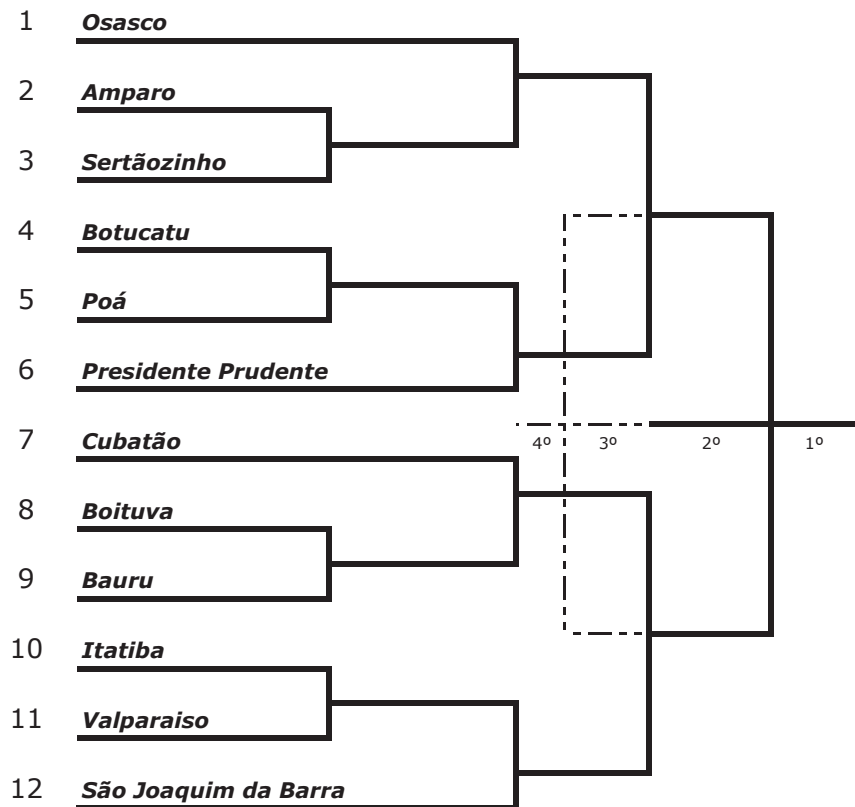 1 Osasco
2 Amparo
3 Sertãozinho
4 Botucatu
5 Poá
6 Presidente Prudente
7 Cubatão
4º 3º 2º 1º
8 Boituva
9 Bauru
10 Itatiba
11 Valparaiso
12 São Joaquim da Barra